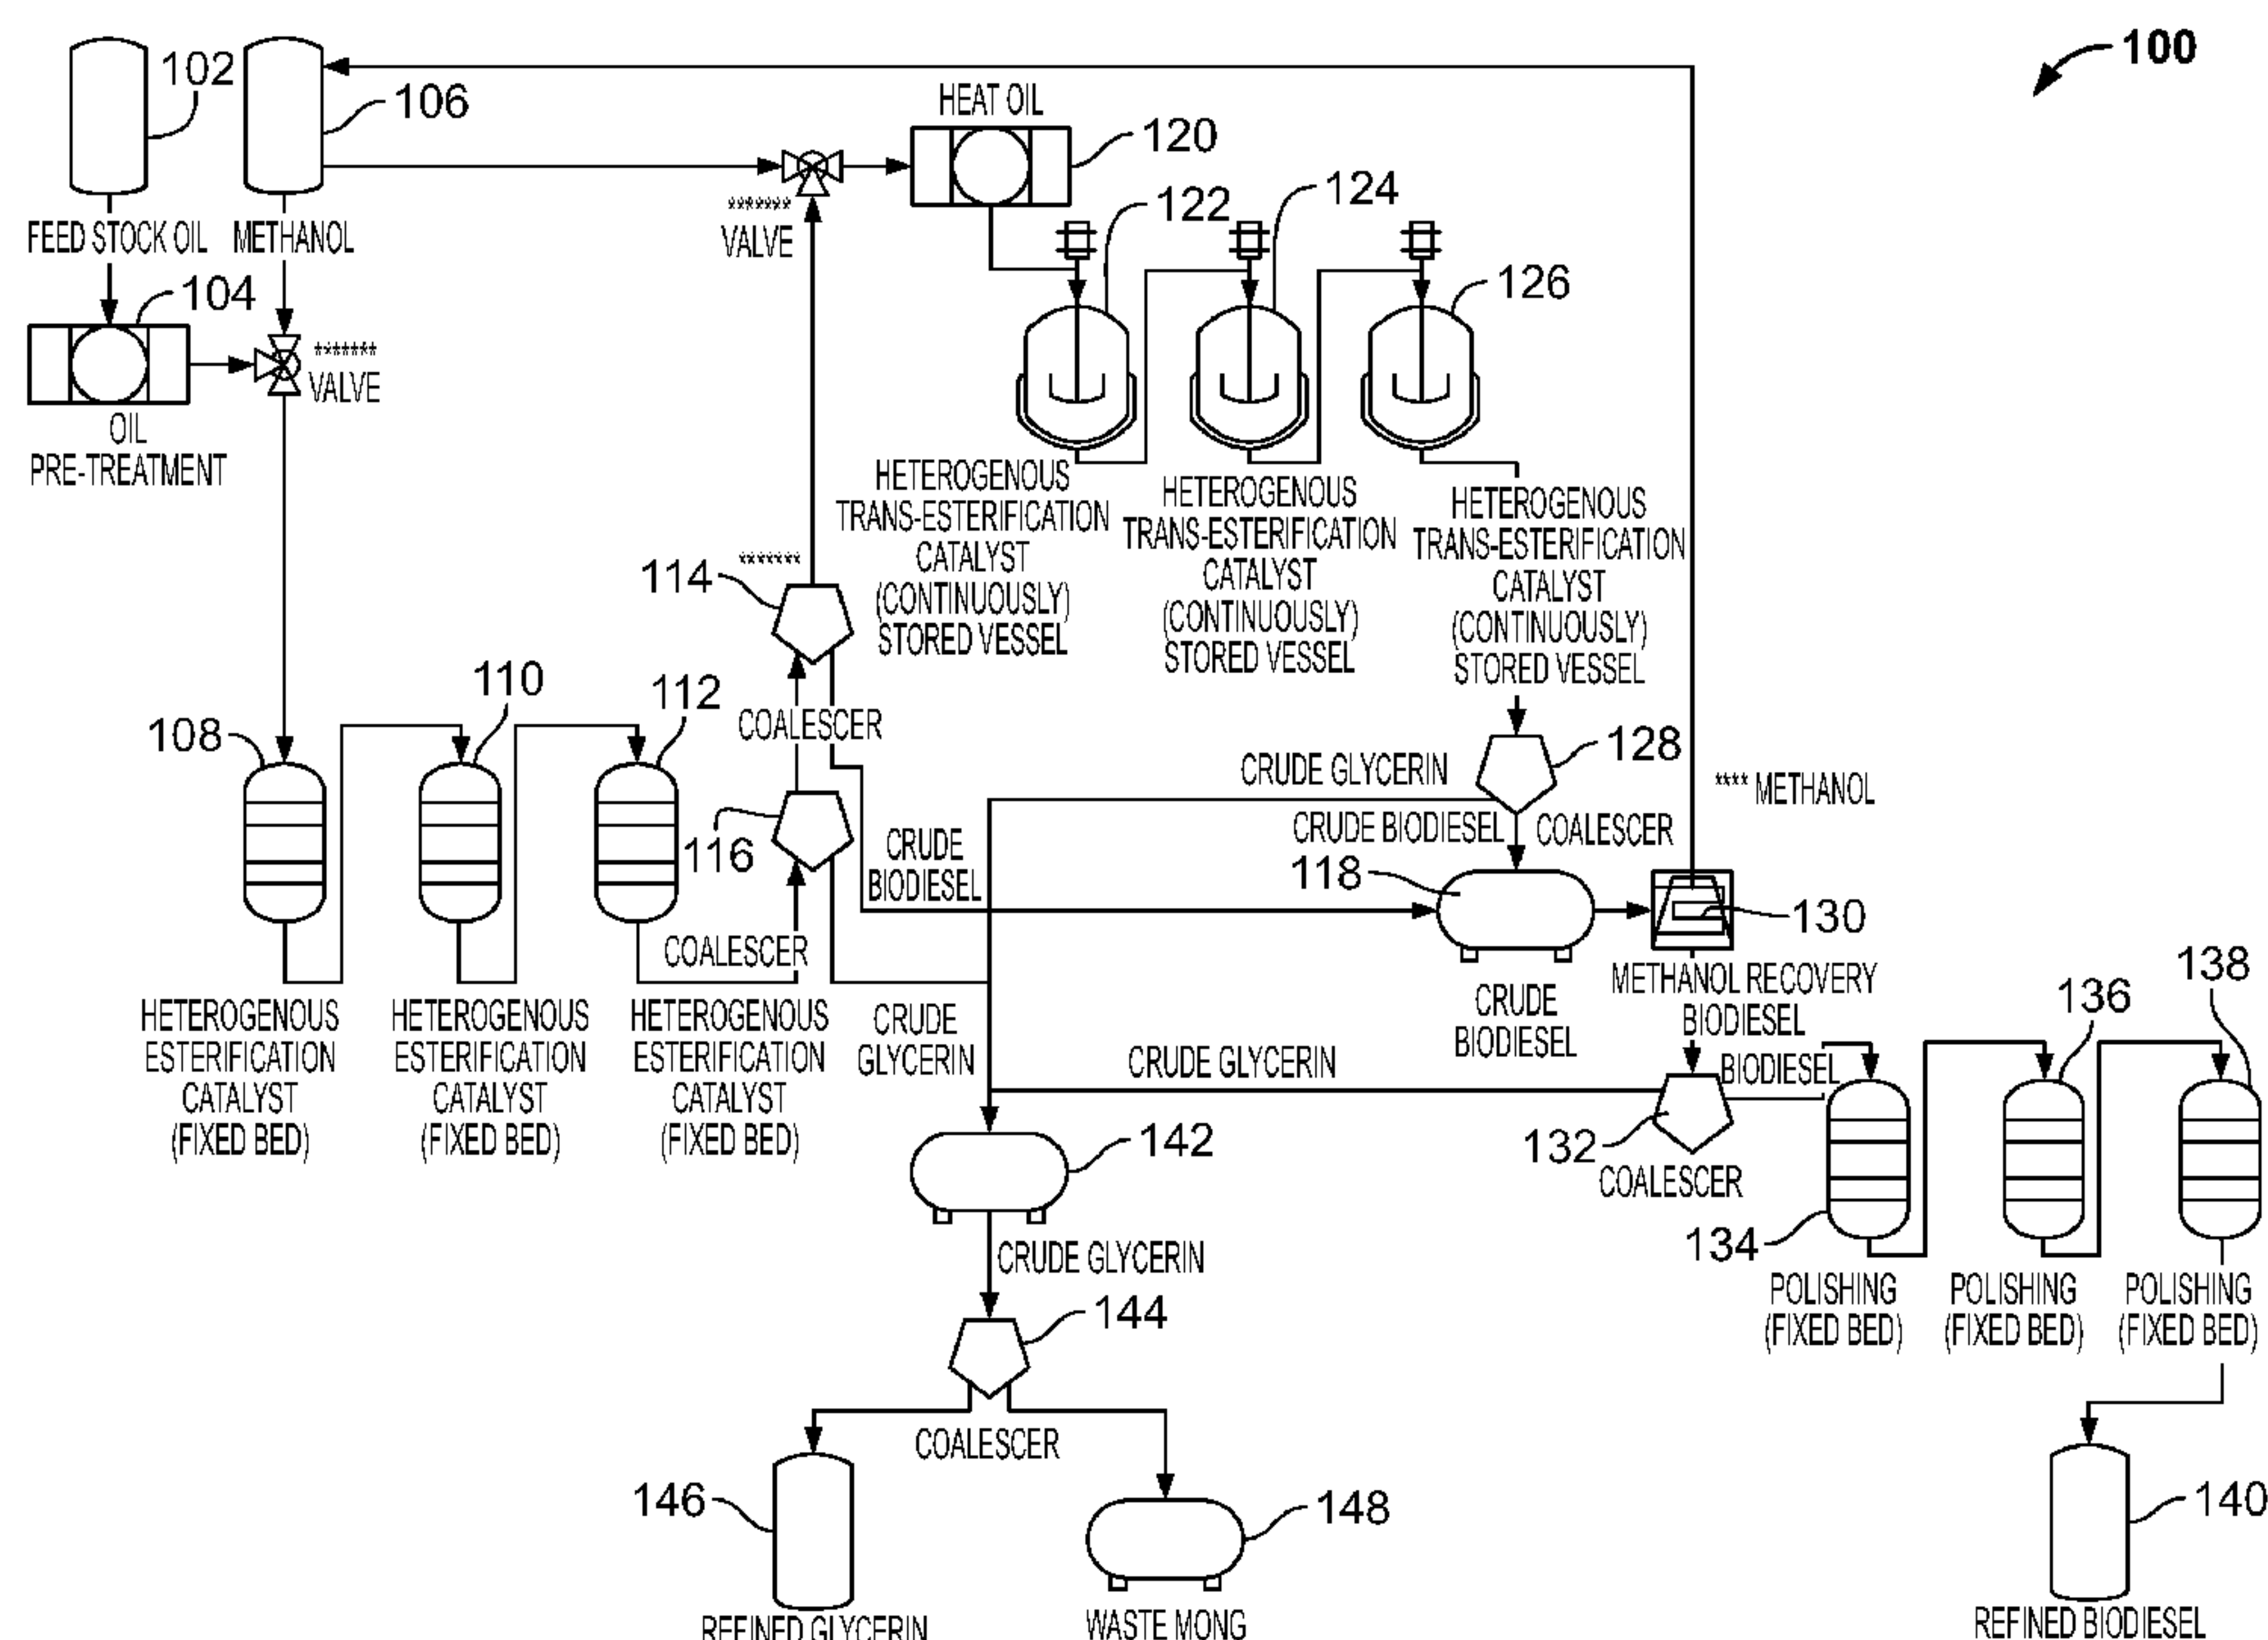 100
102
106
HEAT OIL
120
122
124
126
FEED STOCK OIL
METHANOL
*******
VALVE
104
*******
VALVE
OIL
PRE-TREATMENT
HETEROGENOUS
TRANS-ESTERIFICATION
CATALYST
(CONTINUOUSLY)
STORED VESSEL
HETEROGENOUS
TRANS-ESTERIFICATION
CATALYST
(CONTINUOUSLY)
STORED VESSEL
HETEROGENOUS
TRANS-ESTERIFICATION
CATALYST
(CONTINUOUSLY)
STORED VESSEL
114
*******
108
110
112
COALESCER
116
COALESCER
CRUDE
BIODIESEL
CRUDE GLYCERIN
128
**** METHANOL
CRUDE BIODIESEL
COALESCER
118
130
CRUDE
BIODIESEL
METHANOL RECOVERY
BIODIESEL
HETEROGENOUS
ESTERIFICATION
CATALYST
(FIXED BED)
HETEROGENOUS
ESTERIFICATION
CATALYST
(FIXED BED)
HETEROGENOUS
ESTERIFICATION
CATALYST
(FIXED BED)
CRUDE
GLYCERIN
CRUDE GLYCERIN
BIODIESEL
136
138
132
COALESCER
134
POLISHING
(FIXED BED)
POLISHING
(FIXED BED)
POLISHING
(FIXED BED)
142
CRUDE GLYCERIN
144
COALESCER
146
148
140
REFINED GLYCERIN
WASTE MONG
REFINED BIODIESEL